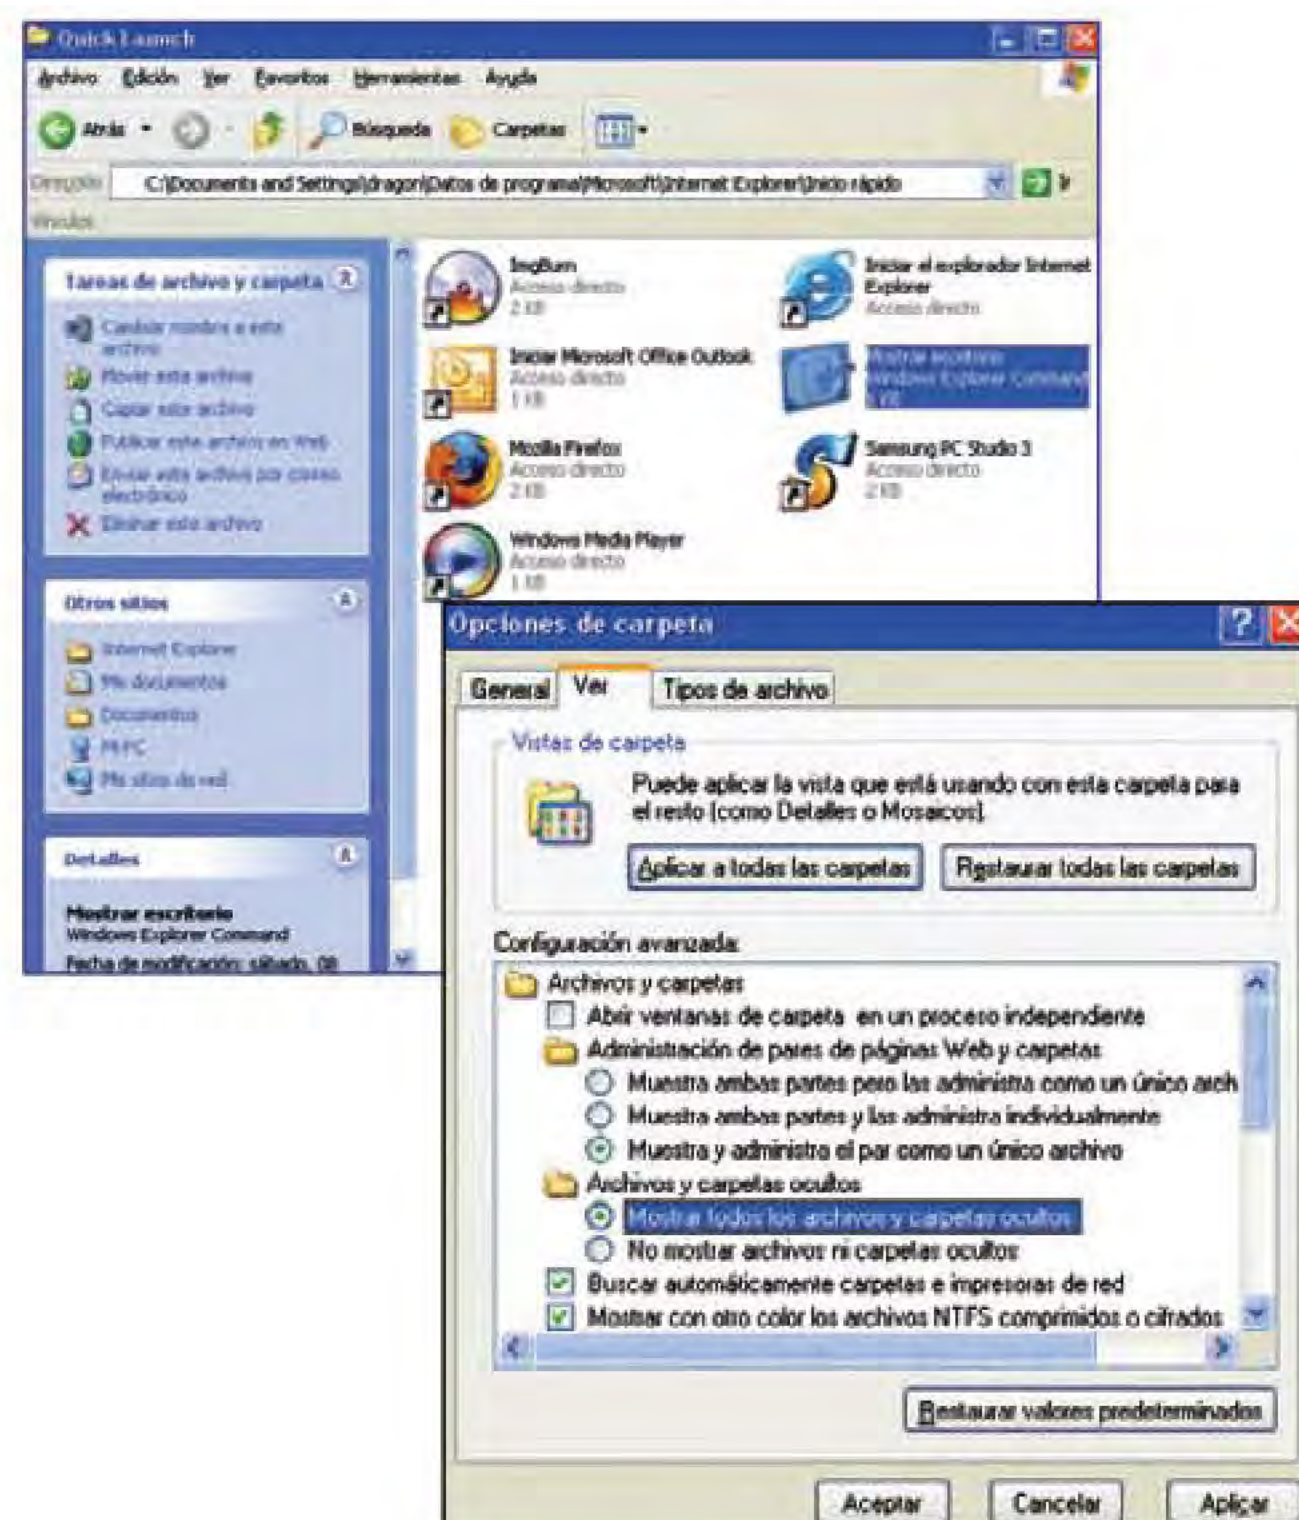 Quick Launch
Archivo Edición Ver Favoritos Herramientas Ayuda
Atrás Búsqueda Carpetas
Dirección C:\Documents and Settings\dragon\Datos de programa\Microsoft\Internet Explorer\Inicio rápido Ir
Vínculos
Tareas de archivo y carpeta
Cambiar nombre a este
archivo
Mover este archivo
Copiar este archivo
Publicar este archivo en Web
Enviar este archivo por correo
electrónico
Eliminar este archivo
Otros sitios
Internet Explorer
Mis documentos
Documentos
Mi PC
Mis sitios de red
Detalles
Mostrar escritorio
Windows Explorer Command
Fecha de modificación: sábado, 08
ImgBurn
Acceso directo
2 KB
Iniciar el explorador Internet
Explorer
Acceso directo
Iniciar Microsoft Office Outlook
Acceso directo
1 KB
Mostrar escritorio
Windows Explorer Command
KB
Mozilla Firefox
Acceso directo
2 KB
Samsung PC Studio 3
Acceso directo
2 KB
Windows Media Player
Acceso directo
1 KB
Opciones de carpeta
General Ver Tipos de archivo
Vistas de carpeta
Puede aplicar la vista que está usando con esta carpeta para
el resto (como Detalles o Mosaicos).
Aplicar a todas las carpetas Restaurar todas las carpetas
Configuración avanzada:
Archivos y carpetas
Abrir ventanas de carpeta en un proceso independiente
Administración de pares de páginas Web y carpetas
Muestra ambas partes pero las administra como un único arch
Muestra ambas partes y las administra individualmente
Muestra y administra el par como un único archivo
Archivos y carpetas ocultos
Mostrar todos los archivos y carpetas ocultos
No mostrar archivos ni carpetas ocultos
Buscar automáticamente carpetas e impresoras de red
Mostrar con otro color los archivos NTFS comprimidos o cifrados
Restaurar valores predeterminados
Aceptar Cancelar Aplicar